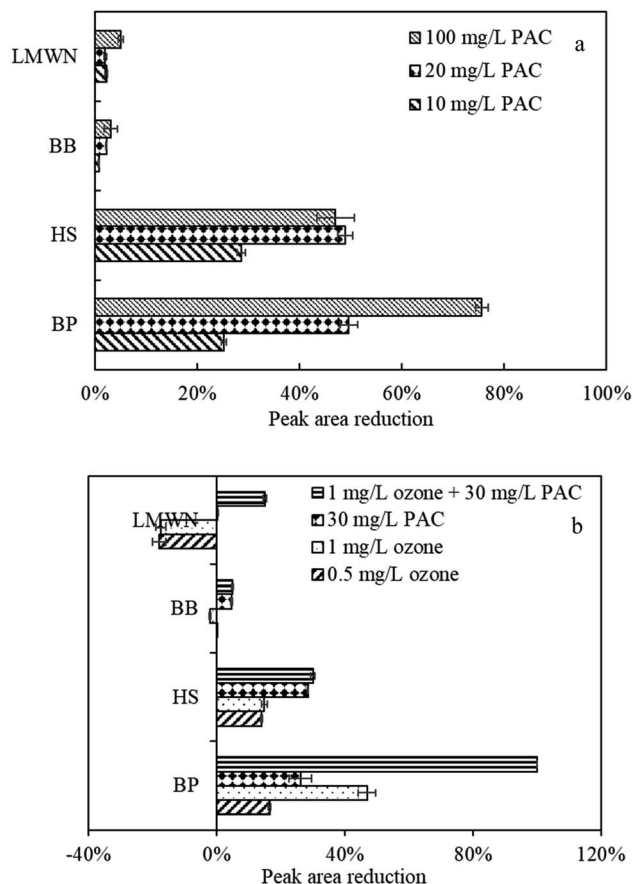 a
100 mg/L PAC
20 mg/L PAC
10 mg/L PAC
LMWN
BB
HS
BP
0% 20% 40% 60% 80% 100%
Peak area reduction
b
1 mg/L ozone + 30 mg/L PAC
30 mg/L PAC
1 mg/L ozone
0.5 mg/L ozone
LMWN
BB
HS
BP
-40% 0% 40% 80% 120%
Peak area reduction